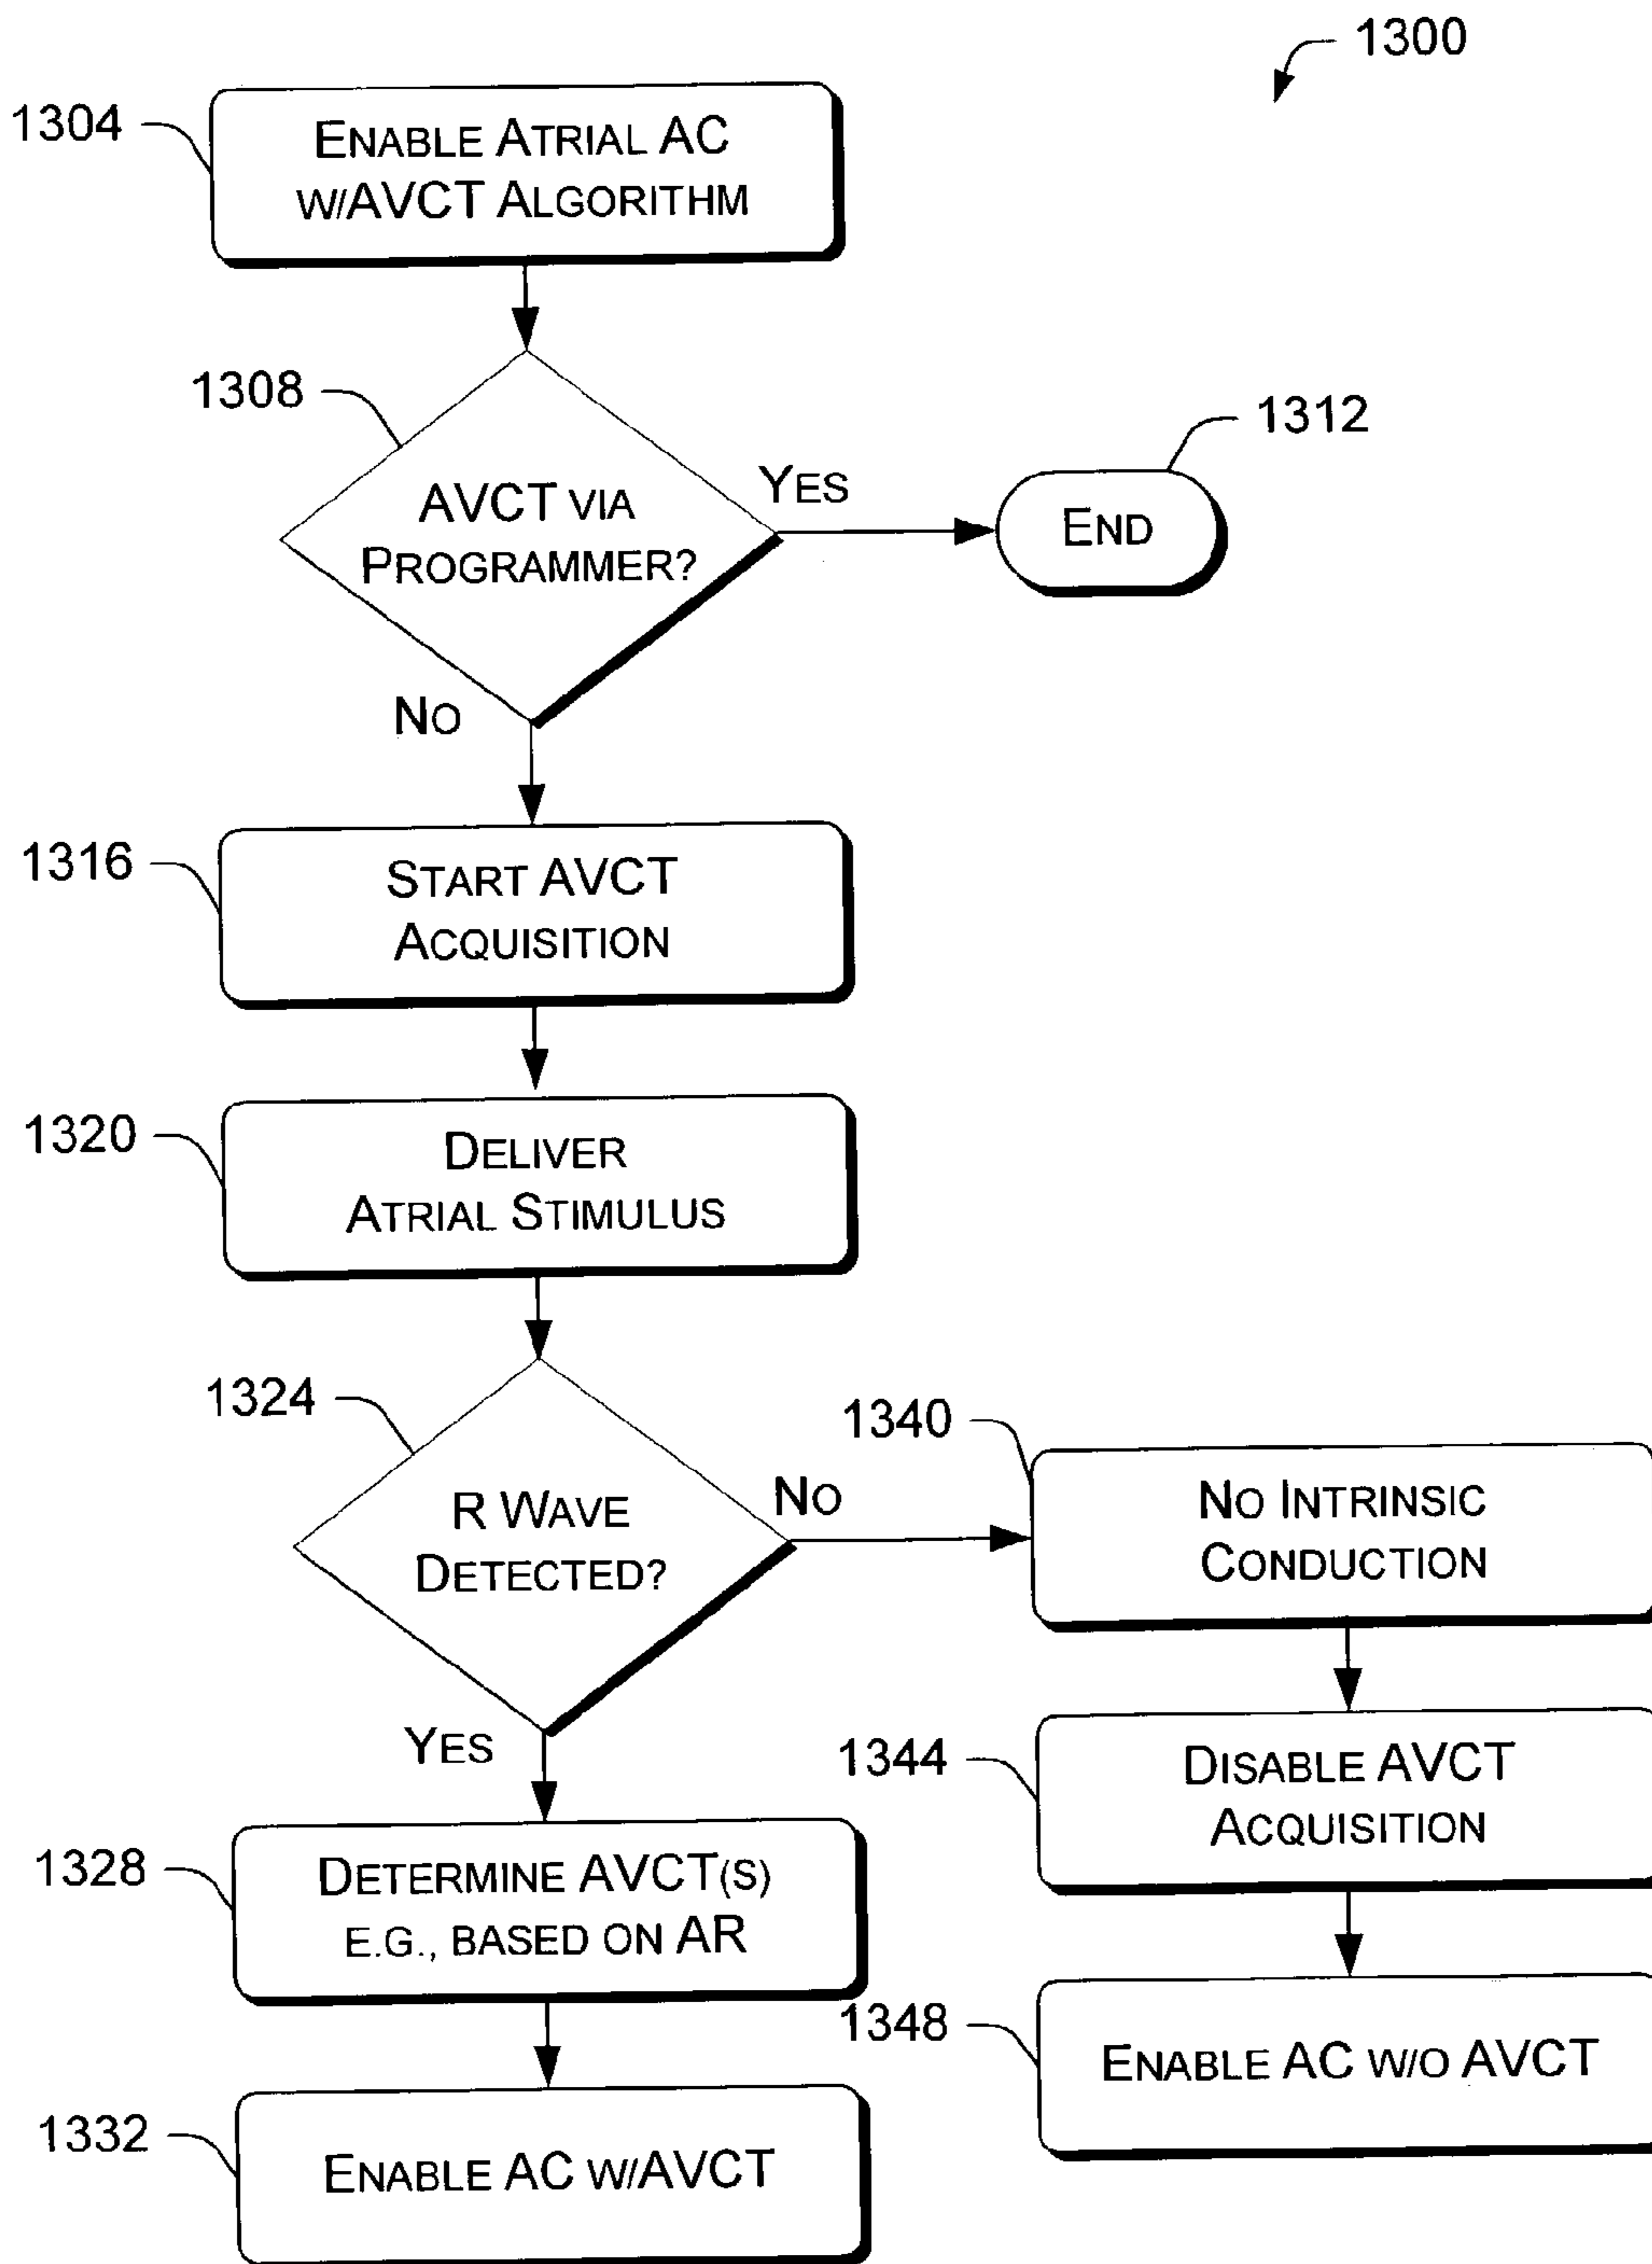 1300
1304
ENABLE ATRIAL AC
W/AVCT ALGORITHM
1308
AVCT VIA
PROGRAMMER?
YES
1312
END
NO
1316
START AVCT
ACQUISITION
1320
DELIVER
ATRIAL STIMULUS
1324
R WAVE
DETECTED?
NO
1340
NO INTRINSIC
CONDUCTION
YES
1344
DISABLE AVCT
ACQUISITION
1328
DETERMINE AVCT(S)
E.G., BASED ON AR
1348
ENABLE AC W/O AVCT
1332
ENABLE AC W/AVCT